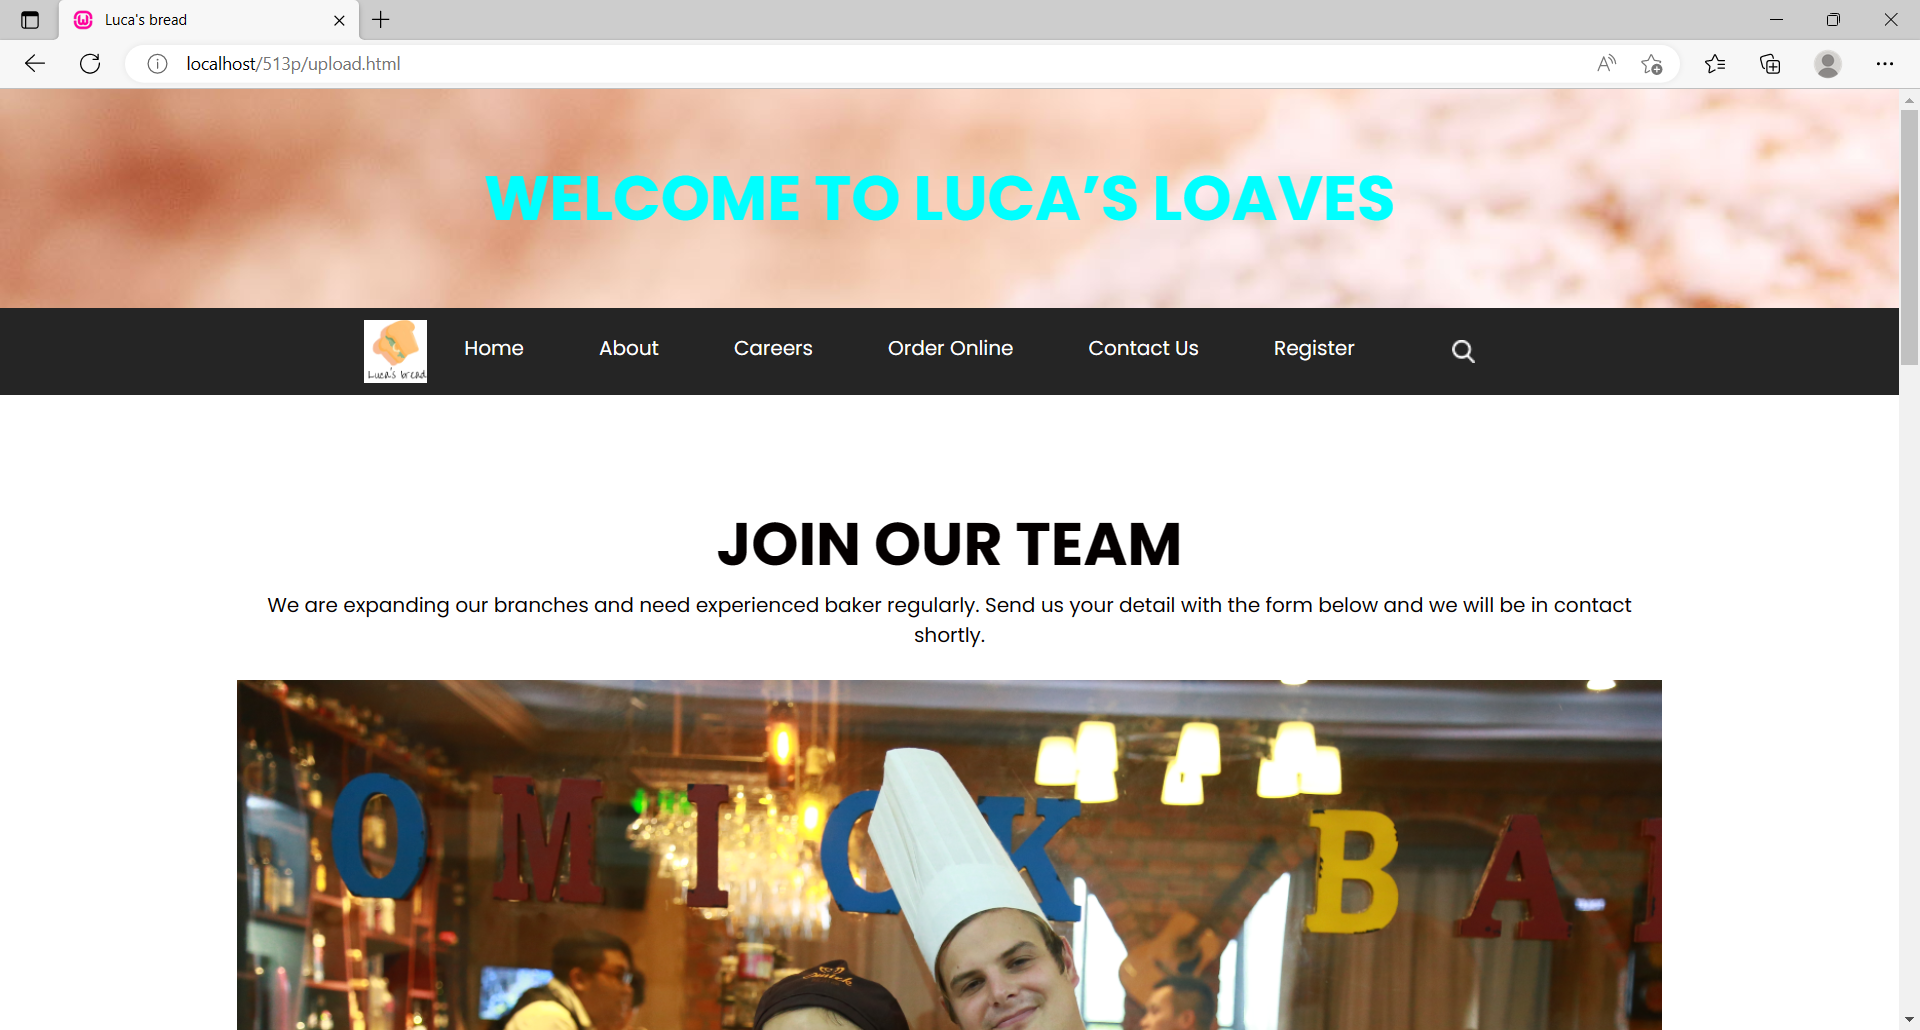 Luca's bread
localhost/513p/upload.html
WELCOME TO LUCA’S LOAVES
Luca's bread
Home
About
Careers
Order Online
Contact Us
Register
JOIN OUR TEAM
We are expanding our branches and need experienced baker regularly. Send us your detail with the form below and we will be in contact
shortly.
OMICK BA